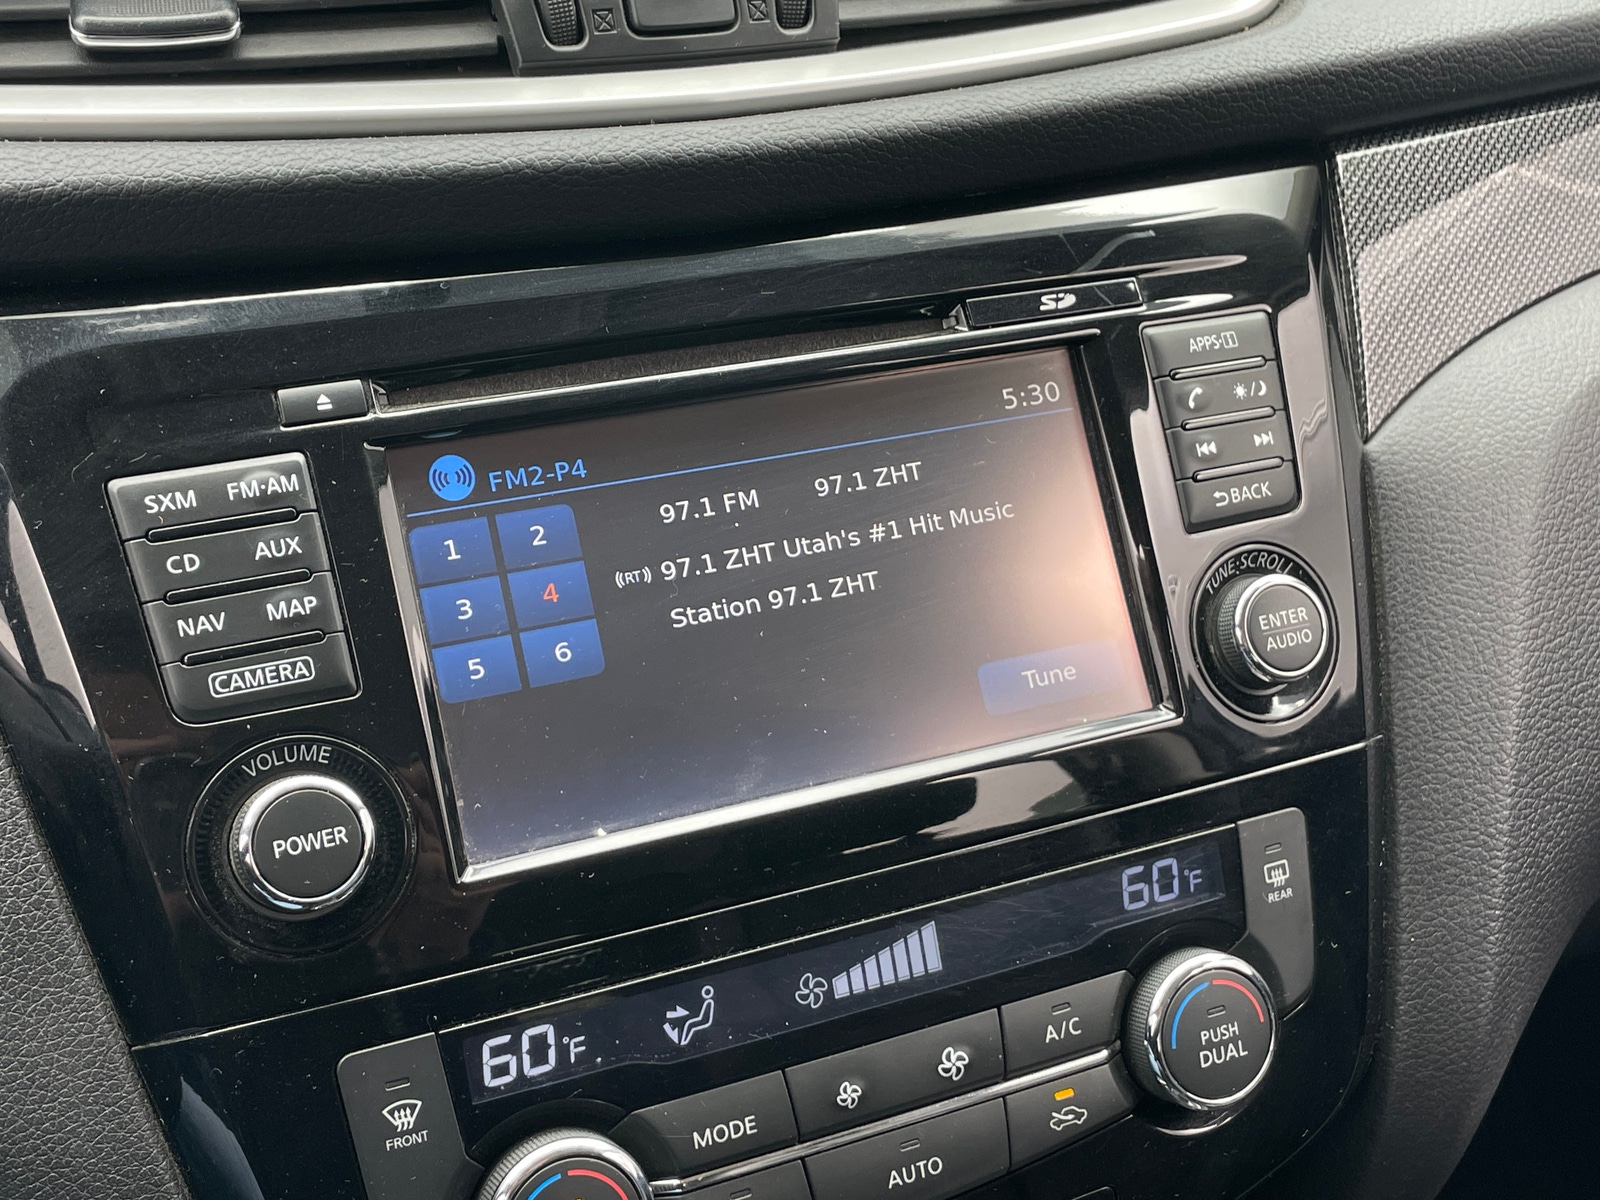 SD
APPS·i
5:30
FM2-P4
97.1 FM 97.1 ZHT
((RT)) 97.1 ZHT Utah's #1 Hit Music
Station 97.1 ZHT
1 2
3 4
5 6
Tune
SXM FM·AM
CD AUX
NAV MAP
CAMERA
BACK
TUNE·SCROLL
ENTER
AUDIO
VOLUME
POWER
60°F
REAR
60°F
FRONT
MODE
A/C
AUTO
PUSH
DUAL